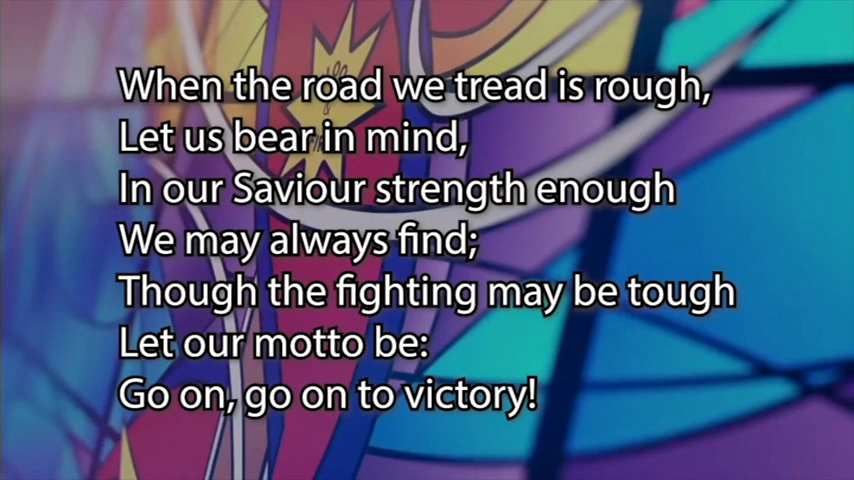 When the road we tread is rough,
Let us bear in mind,
In our Saviour strength enough
We may always find;
Though the fighting may be tough
Let our motto be:
Go on, go on to victory!